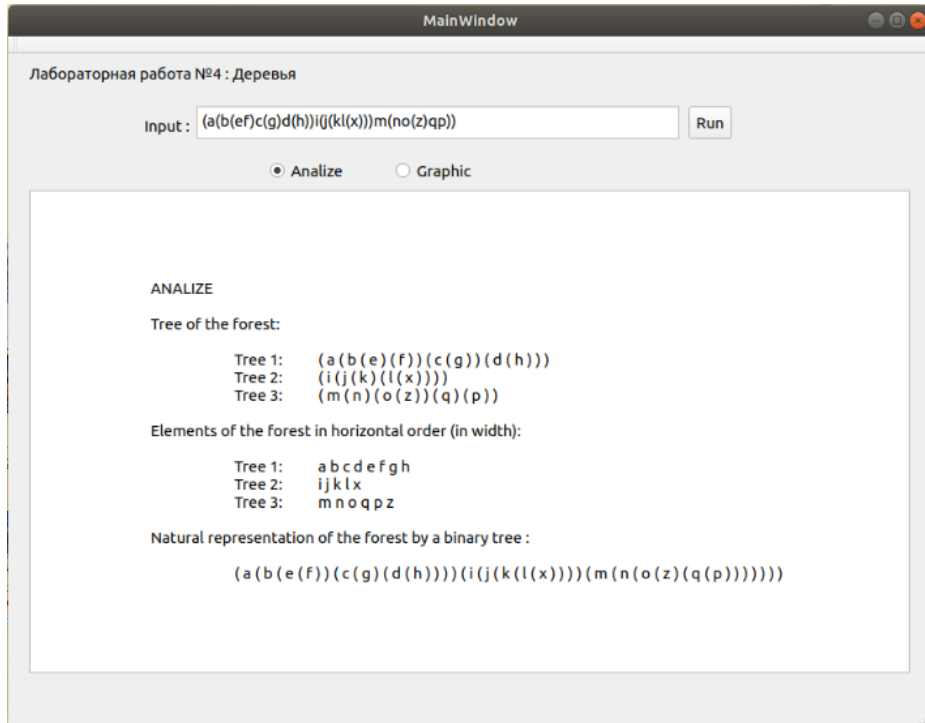 MainWindow
Лабораторная работа №4 : Деревья
Input : (a(b(ef)c(g)d(h))i(j(kl(x)))m(no(z)qp)) Run
Analize Graphic
ANALIZE
Tree of the forest:
Tree 1: ( a ( b ( e ) ( f ) ) ( c ( g ) ) ( d ( h ) ) )
Tree 2: ( i ( j ( k ) ( l ( x ) ) ) )
Tree 3: ( m ( n ) ( o ( z ) ) ( q ) ( p ) )
Elements of the forest in horizontal order (in width):
Tree 1: a b c d e f g h
Tree 2: i j k l x
Tree 3: m n o q p z
Natural representation of the forest by a binary tree :
( a ( b ( e ( f ) ) ( c ( g ) ( d ( h ) ) ) ) ( i ( j ( k ( l ( x ) ) ) ) ( m ( n ( o ( z ) ( q ( p ) ) ) ) ) ) )